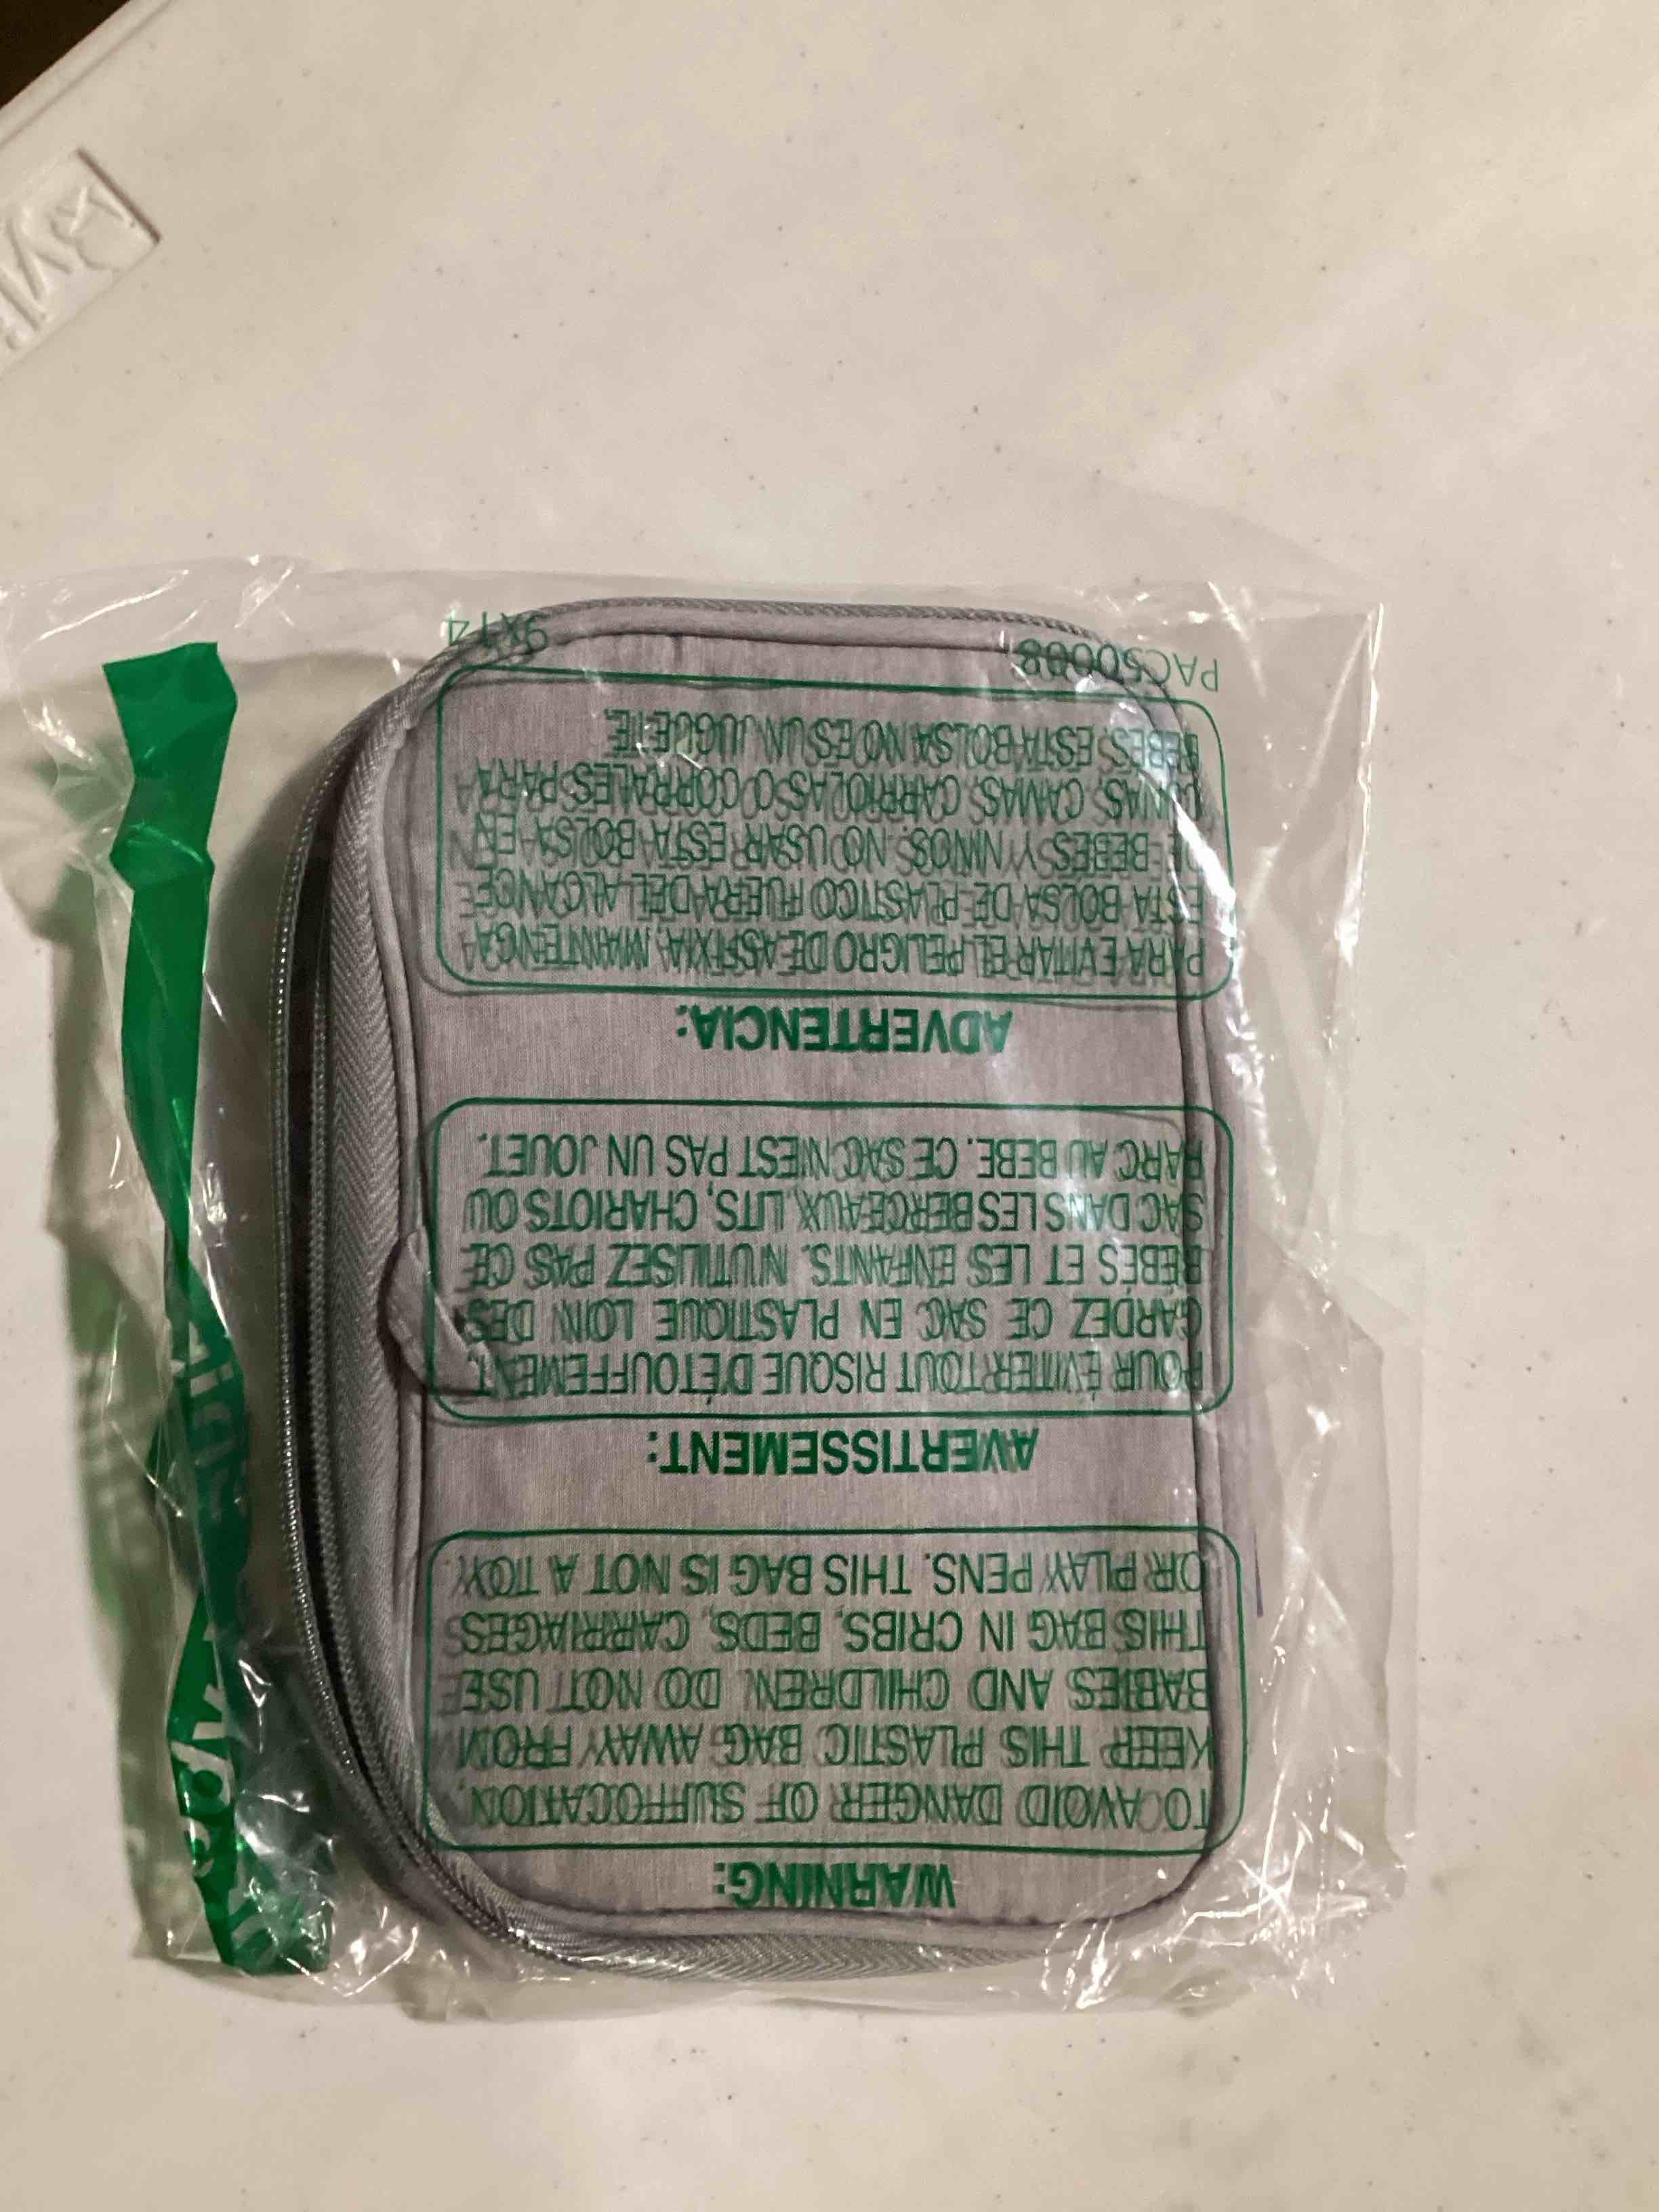 WARNING:
TO AVOID DANGER OF SUFFOCATION,
KEEP THIS PLASTIC BAG AWAY FROM
BABIES AND CHILDREN. DO NOT USE
THIS BAG IN CRIBS, BEDS, CARRIAGES
OR PLAY PENS. THIS BAG IS NOT A TOY.
AVERTISSEMENT:
POUR ÉVITER TOUT RISQUE D'ÉTOUFFEMENT,
GARDEZ CE SAC EN PLASTIQUE LOIN DES
BÉBÉS ET LES ENFANTS. N'UTILISEZ PAS CE
SAC DANS LES BERCEAUX, LITS, CHARIOTS OU
PARC AU BEBE. CE SAC N'EST PAS UN JOUET.
ADVERTENCIA:
PARA EVITAR EL PELIGRO DE ASFIXIA, MANTENGA
ESTA BOLSA DE PLASTICO FUERA DEL ALCANCE
DE BEBES Y NINOS. NO USAR ESTA BOLSA EN
CUNAS, CAMAS, CARRIOLAS O CORRALES PARA
BEBES. ESTA BOLSA NO ES UN JUGUETE.
PAC50008 9X14